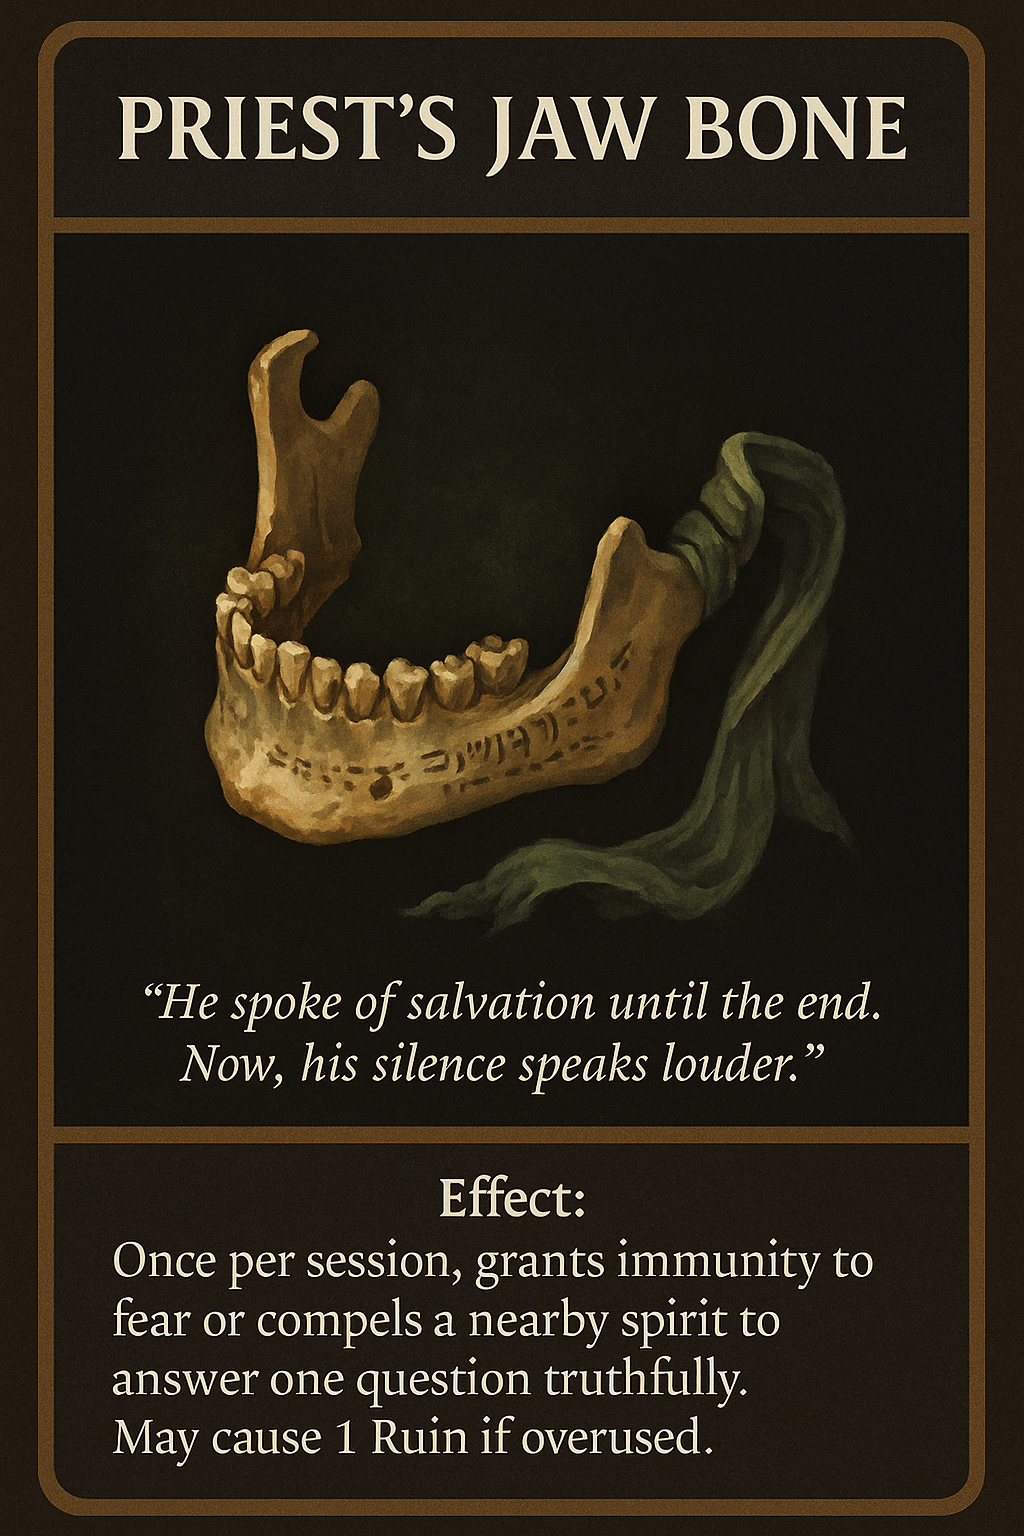 PRIEST’S JAW BONE
“He spoke of salvation until the end.
Now, his silence speaks louder.”
Effect:
Once per session, grants immunity to
fear or compels a nearby spirit to
answer one question truthfully.
May cause 1 Ruin if overused.